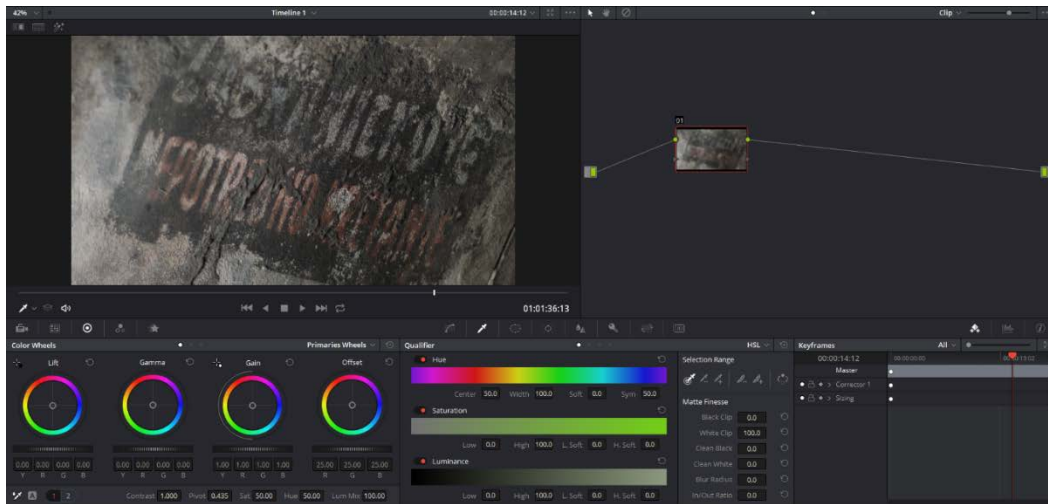 42% Timeline 1 00:00:14:12 Clip
01
01:01:36:13
Color Wheels Primaries Wheels Qualifier HSL Keyframes All
Lift Gamma Gain Offset Hue Selection Range 00:00:14:12 00:00:00:00
Master
Center 50.0 Width 100.0 Soft 0.0 Sym 50.0 Corrector 1
Saturation Matte Finesse Sizing
Black Clip 0.0
Low 0.0 High 100.0 L. Soft 0.0 H. Soft 0.0 White Clip 100.0
Luminance Clean Black 0.0
0.00 0.00 0.00 0.00 0.00 0.00 0.00 0.00 1.00 1.00 1.00 1.00 25.00 25.00 25.00 Clean White 0.0
Y R G B Y R G B Y R G B R G B Blur Radius 0.0
A 1 2 Contrast 1.000 Pivot 0.435 Sat 50.00 Hue 50.00 Lum Mix 100.00 Low 0.0 High 100.0 L. Soft 0.0 H. Soft 0.0 In/Out Ratio 0.0